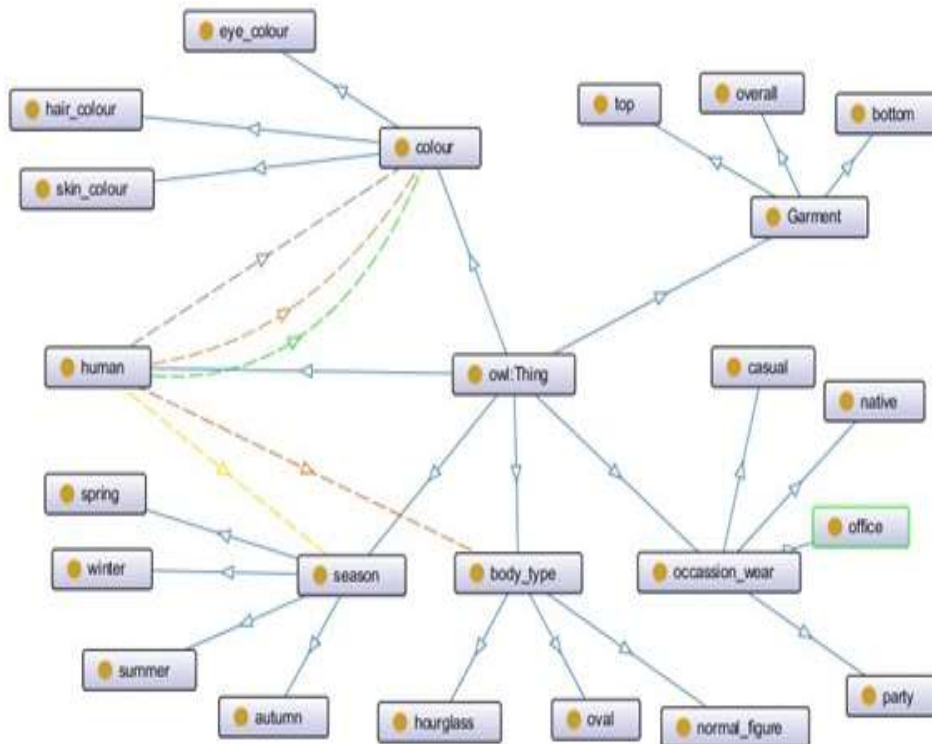 eye_colour
hair_colour
overall
top
bottom
colour
skin_colour
Garment
human
owl:Thing
casual
native
spring
office
winter
season
body_type
occassion_wear
summer
autumn
hourglass
oval
normal_figure
party